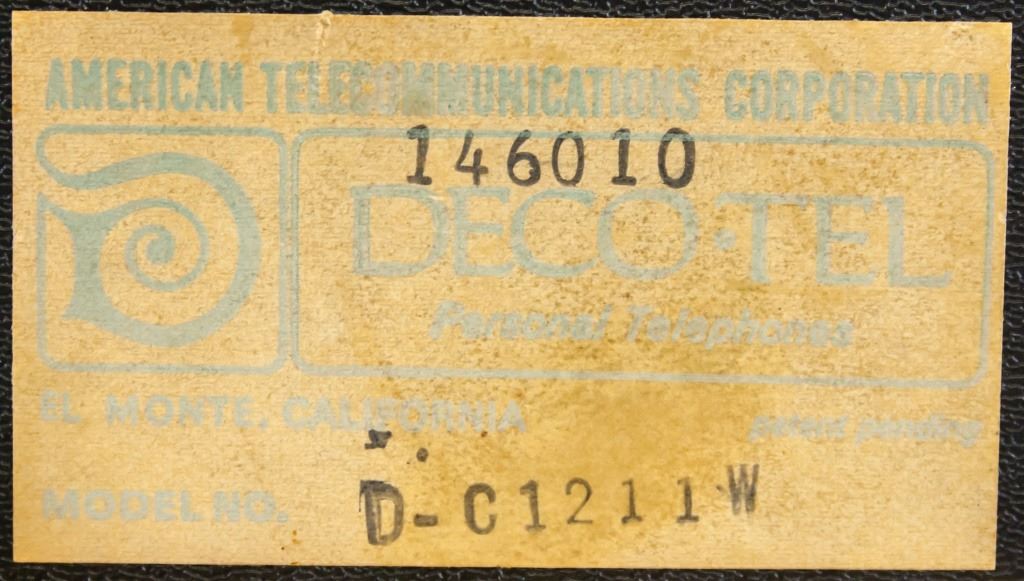 AMERICAN TELECOMMUNICATIONS CORPORATION
146010
DECO·TEL
Personal Telephones
EL MONTE, CALIFORNIA patent pending
MODEL NO. D-C1211W